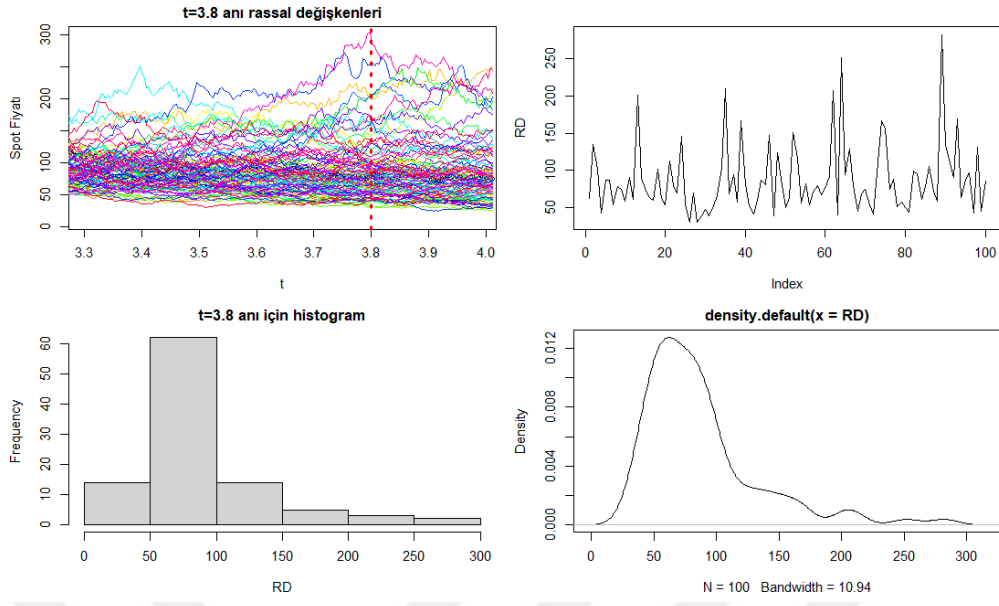 t=3.8 anı rassal değişkenleri
Spot Fiyatı
0 50 100 200 300
3.3 3.4 3.5 3.6 3.7 3.8 3.9 4.0
t
RD
50 100 150 200 250
0 20 40 60 80 100
Index
t=3.8 anı için histogram
Frequency
0 10 20 30 40 50 60
0 50 100 150 200 250 300
RD
density.default(x = RD)
Density
0.000 0.004 0.008 0.012
0 50 100 150 200 250 300
N = 100 Bandwidth = 10.94